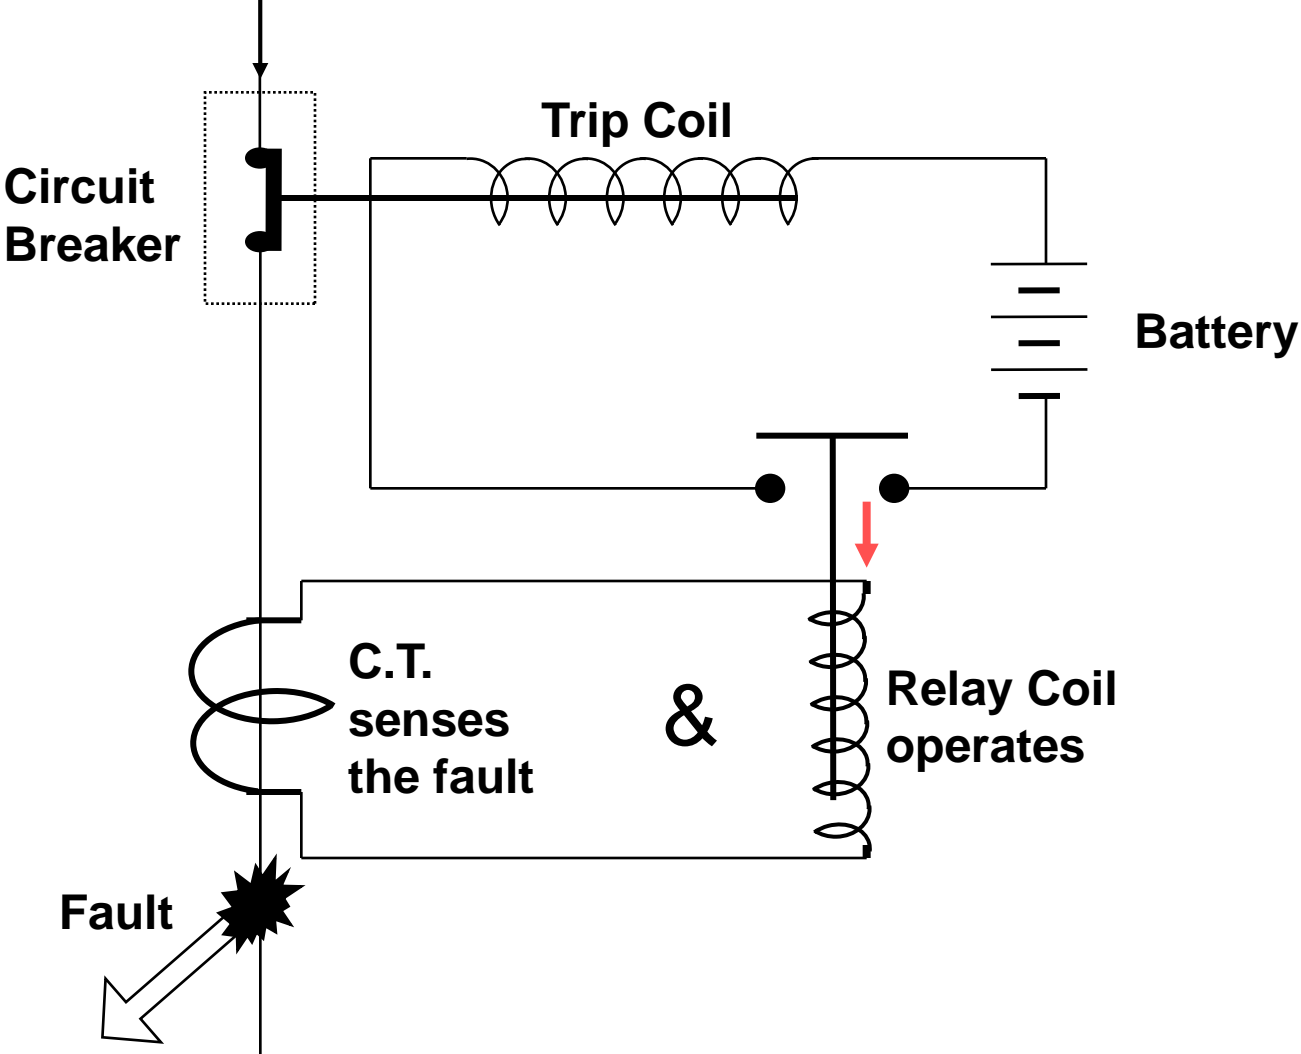 Trip Coil
Circuit
Breaker
Battery
C.T.
senses
the fault
&
Relay Coil
operates
Fault